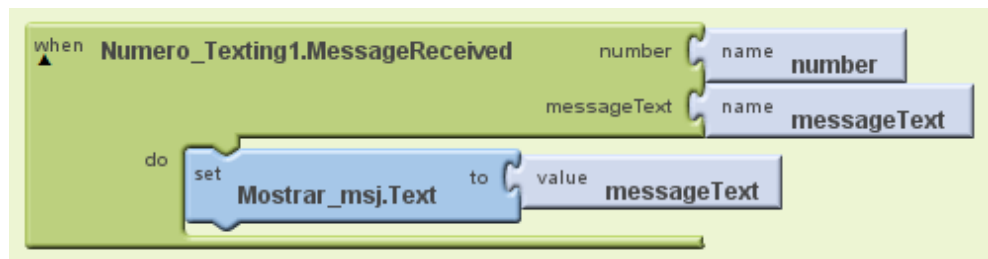 when Numero_Texting1.MessageReceived number name number
messageText name messageText
do set Mostrar_msj.Text to value messageText